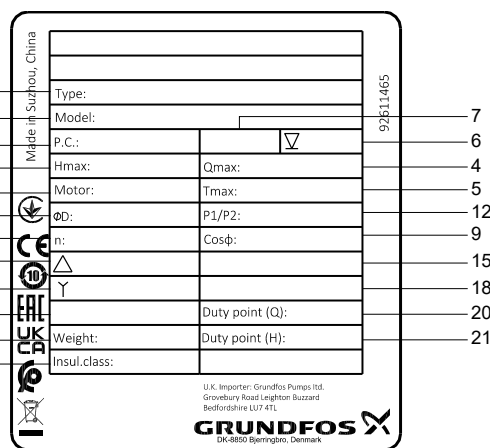 Made in Suzhou, China
92611465
Type:
Model:
7
P.C.:
6
Hmax:
Qmax:
4
Motor:
Tmax:
5
ΦD:
P1/P2:
12
n:
Cosϕ:
9
15
18
Duty point (Q):
20
Weight:
Duty point (H):
21
Insul.class:
CE
10
EAC
UK
CA
U.K. Importer: Grundfos Pumps ltd.
Grovebury Road Leighton Buzzard
Bedfordshire LU7 4TL
GRUNDFOS
DK-8850 Bjerringbro, Denmark